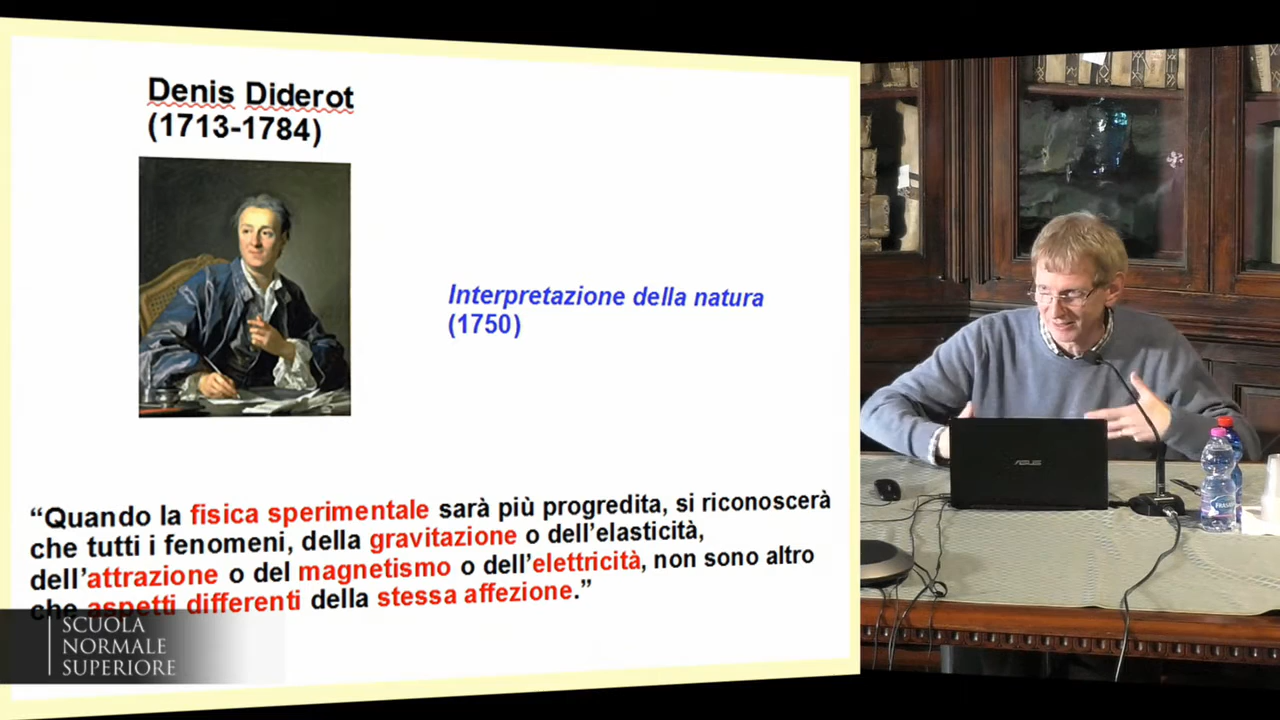 Denis Diderot
(1713-1784)
Interpretazione della natura
(1750)
“Quando la fisica sperimentale sarà più progredita, si riconoscerà
che tutti i fenomeni, della gravitazione o dell’elasticità,
dell’attrazione o del magnetismo o dell’elettricità, non sono altro
che aspetti differenti della stessa affezione.”
SCUOLA
NORMALE
SUPERIORE
ASUS